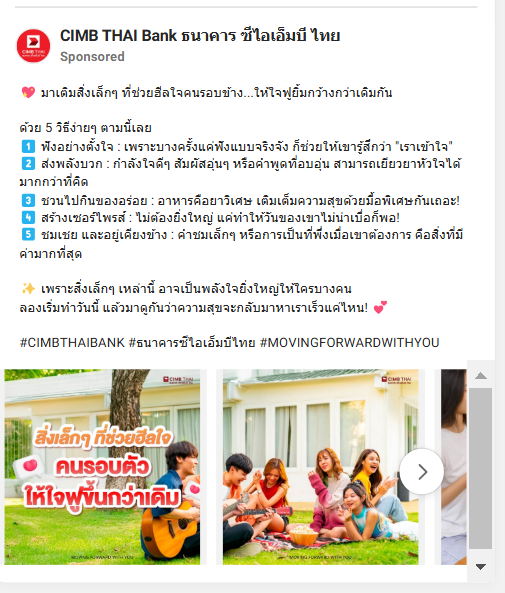 CIMB THAI Bank ธนาคาร ซีไอเอ็มบี ไทย
Sponsored
💖 มาเติมสิ่งเล็กๆ ที่ช่วยฮีลใจคนรอบข้าง...ให้ใจฟูยิ้มกว้างกว่าเดิมกัน
ด้วย 5 วิธีง่ายๆ ตามนี้เลย
1️⃣ ฟังอย่างตั้งใจ : เพราะบางครั้งแค่ฟังแบบจริงจัง ก็ช่วยให้เขารู้สึกว่า "เราเข้าใจ"
2️⃣ ส่งพลังบวก : กำลังใจดีๆ สัมผัสอุ่นๆ หรือคำพูดที่อบอุ่น สามารถเยียวยาหัวใจได้
มากกว่าที่คิด
3️⃣ ชวนไปกินของอร่อย : อาหารคือยาวิเศษ เติมเต็มความสุขด้วยมื้อพิเศษกันเถอะ!
4️⃣ สร้างเซอร์ไพรส์ : ไม่ต้องยิ่งใหญ่ แค่ทำให้วันของเขาไม่น่าเบื่อก็พอ!
5️⃣ ชมเชย และอยู่เคียงข้าง : คำชมเล็กๆ หรือการเป็นที่พึ่งเมื่อเขาต้องการ คือสิ่งที่มี
ค่ามากที่สุด
✨ เพราะสิ่งเล็กๆ เหล่านี้ อาจเป็นพลังใจยิ่งใหญ่ให้ใครบางคน
ลองเริ่มทำวันนี้ แล้วมาดูกันว่าความสุขจะกลับมาหาเราเร็วแค่ไหน! 💕
#CIMBTHAIBANK #ธนาคารซีไอเอ็มบีไทย #MOVINGFORWARDWITHYOU
CIMB THAI
สิ่งเล็กๆ ที่ช่วยฮีลใจ
คนรอบตัว
ให้ใจฟูขึ้นกว่าเดิม
MOVING FORWARD WITH YOU
CIMB THAI
MOVING FORWARD WITH YOU